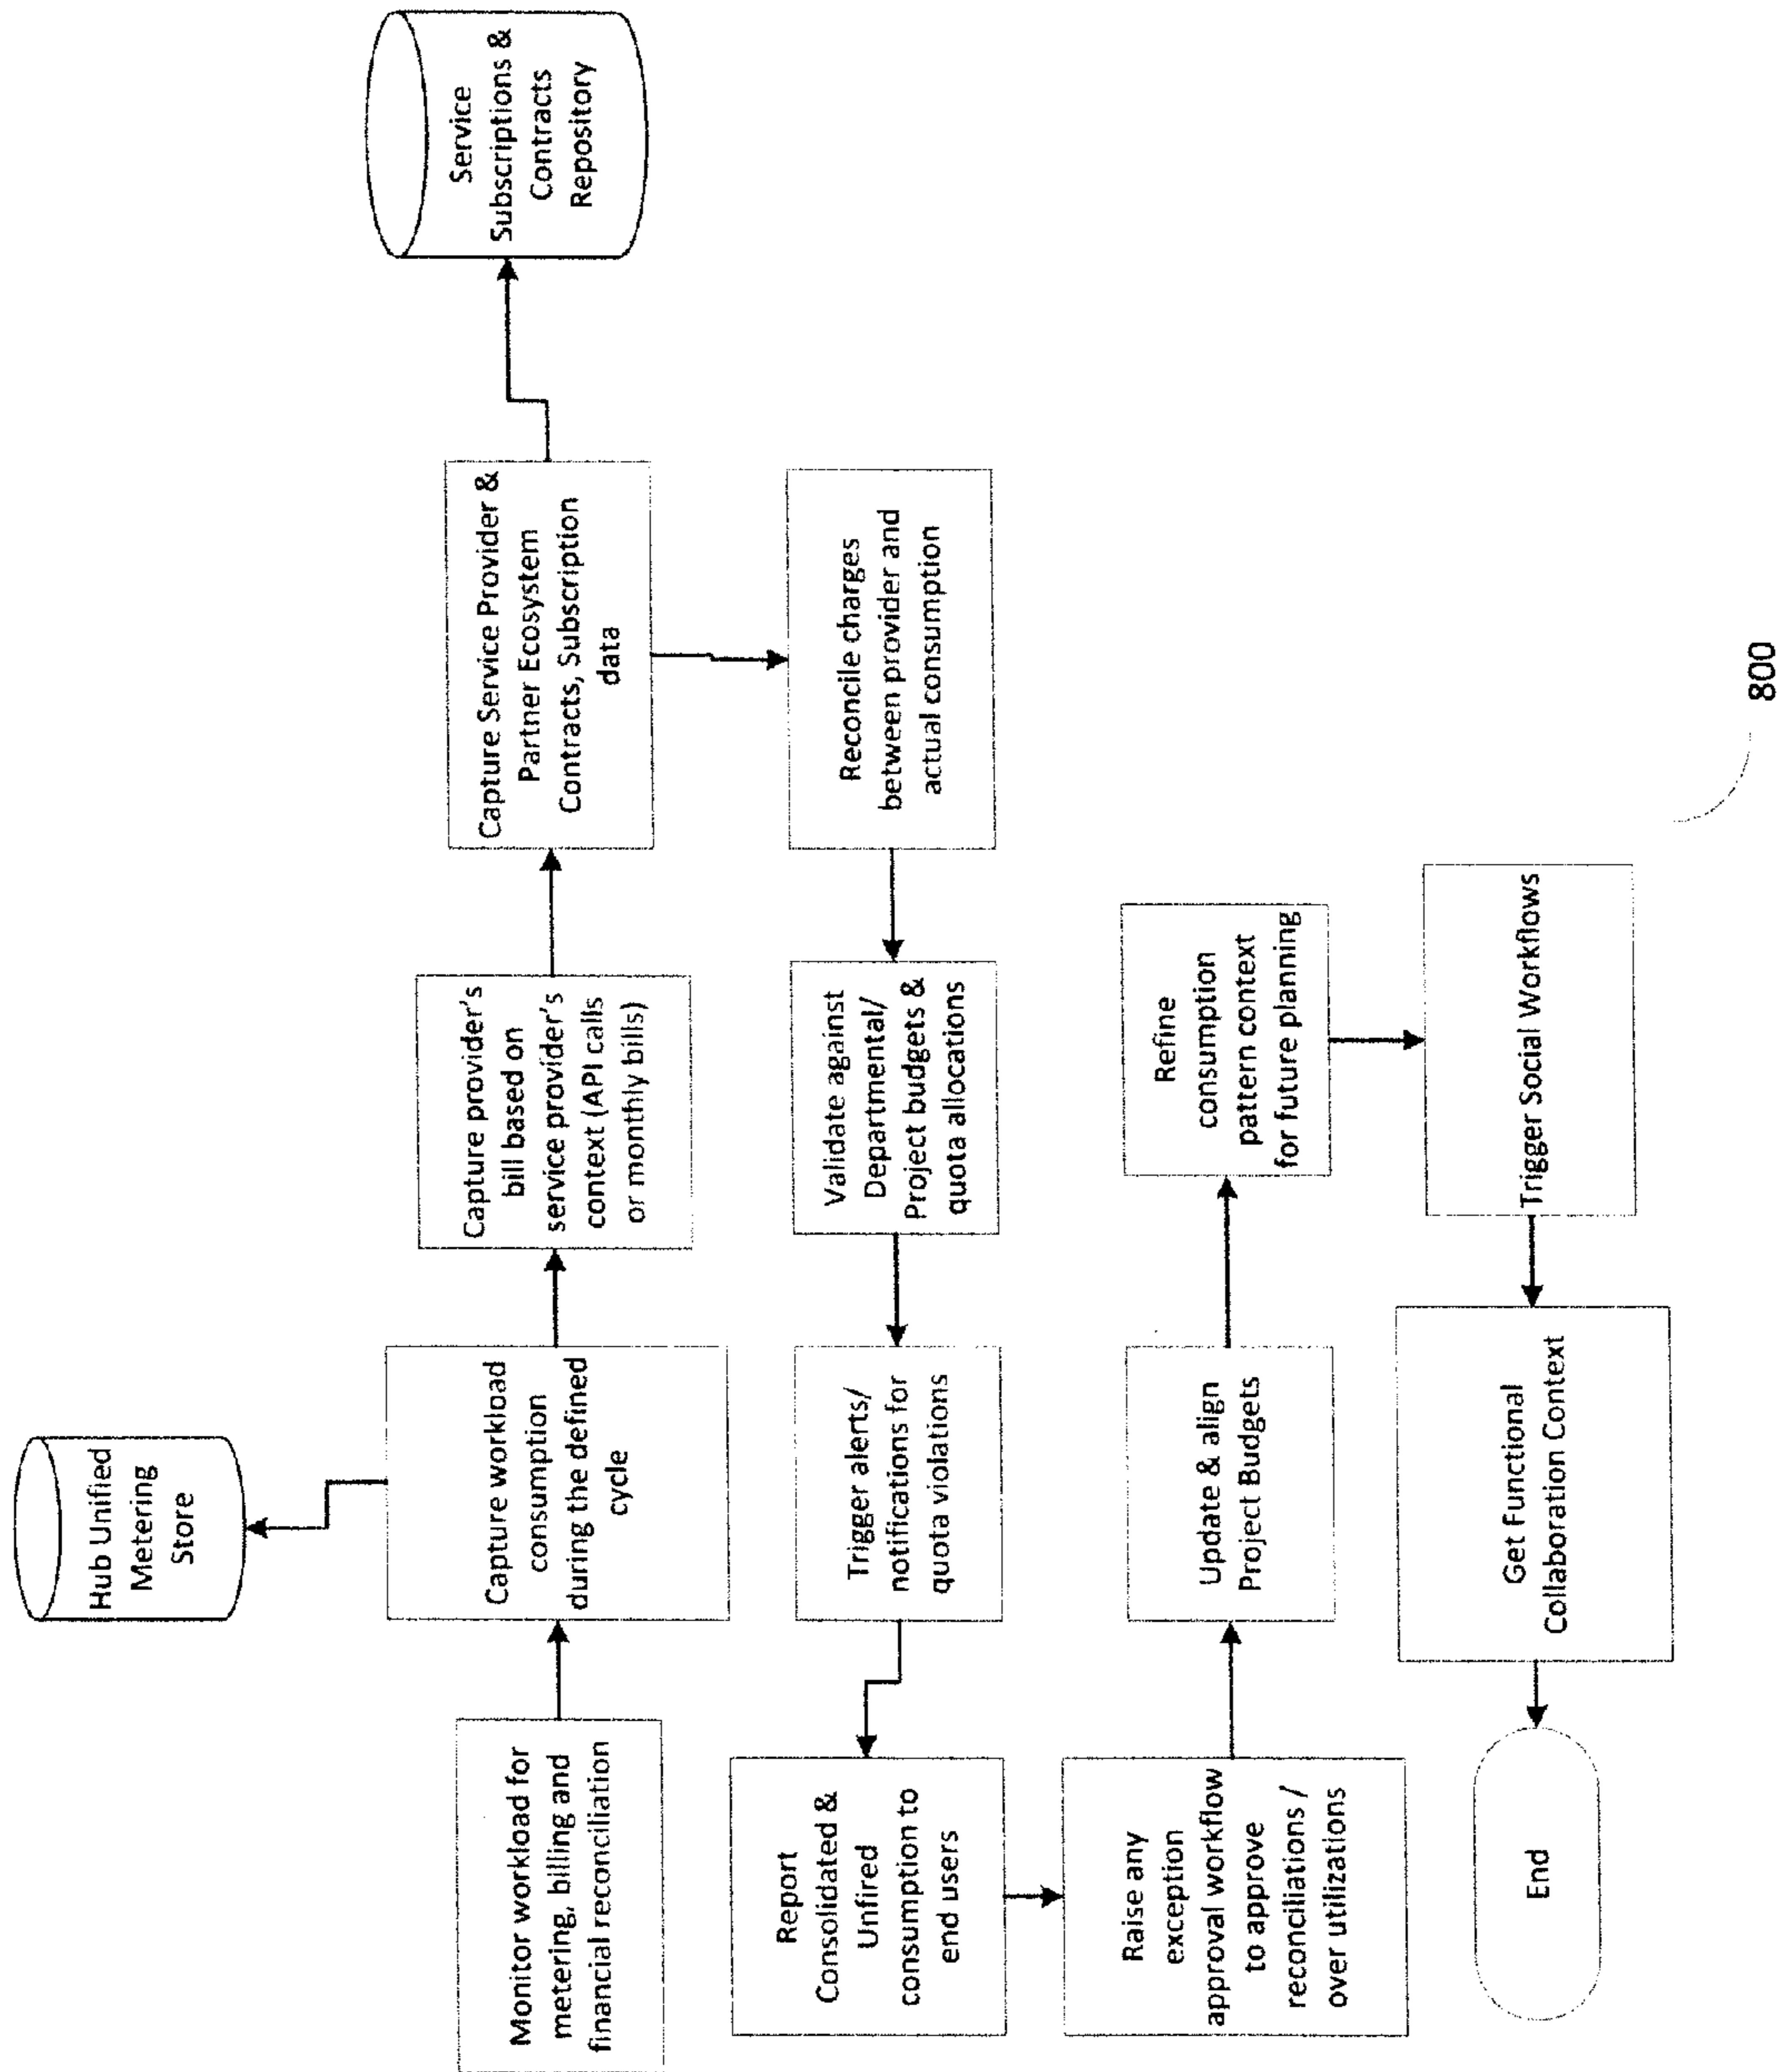 Hub Unified
Metering
Store
Service
Subscriptions &
Contracts
Repository
Monitor workload for
metering, billing and
financial reconciliation
Capture workload
consumption
during the defined
cycle
Capture provider's
bill based on
service provider's
context (API calls
or monthly bills)
Capture Service Provider &
Partner Ecosystem
Contracts, Subscription
data
Reconcile charges
between provider and
actual consumption
Validate against
Departmental/
Project budgets &
quota allocations
Trigger alerts/
notifications for
quota violations
Report
Consolidated &
Unfired
consumption to
end users
Raise any
exception
approval workflow
to approve
reconciliations /
over utilizations
Update & align
Project Budgets
Refine
consumption
pattern context
for future planning
Trigger Social Workflows
Get Functional
Collaboration Context
End
800